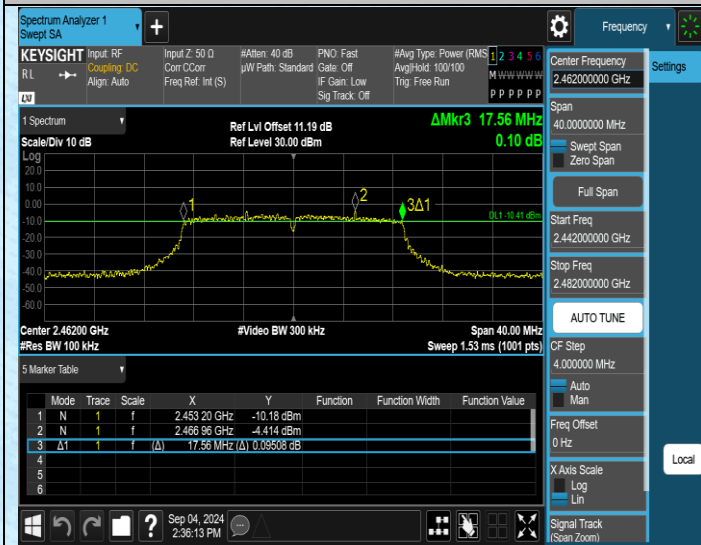 Spectrum Analyzer 1
Swept SA
+
Frequency
KEYSIGHT
RL
LXI
Input: RF
Coupling: DC
Align: Auto
Input Z: 50 Ω
Corr CCorr
Freq Ref: Int (S)
#Atten: 40 dB
µW Path: Standard
PNO: Fast
Gate: Off
IF Gain: Low
Sig Track: Off
#Avg Type: Power (RMS
Avg|Hold: 100/100
Trig: Free Run
1 2 3 4 5 6
M W W W W W
P P P P P P
1 Spectrum
Scale/Div 10 dB
Ref Lvl Offset 11.19 dB
Ref Level 30.00 dBm
ΔMkr3 17.56 MHz
0.10 dB
Log
20.0
10.0
0.00
-10.0
-20.0
-30.0
-40.0
-50.0
-60.0
1
2
3Δ1
DL1 -10.41 dBm
Center 2.46200 GHz
#Video BW 300 kHz
Span 40.00 MHz
#Res BW 100 kHz
Sweep 1.53 ms (1001 pts)
5 Marker Table
Mode Trace Scale X Y Function Function Width Function Value
1 N 1 f 2.453 20 GHz -10.18 dBm
2 N 1 f 2.466 96 GHz -4.414 dBm
3 Δ1 1 f (Δ) 17.56 MHz (Δ) 0.09508 dB
4
5
6
Sep 04, 2024
2:36:13 PM
?
Center Frequency
2.462000000 GHz
Span
40.0000000 MHz
Swept Span
Zero Span
Full Span
Start Freq
2.442000000 GHz
Stop Freq
2.482000000 GHz
AUTO TUNE
CF Step
4.000000 MHz
Auto
Man
Freq Offset
0 Hz
X Axis Scale
Log
Lin
Signal Track
(Span Zoom)
Settings
Local